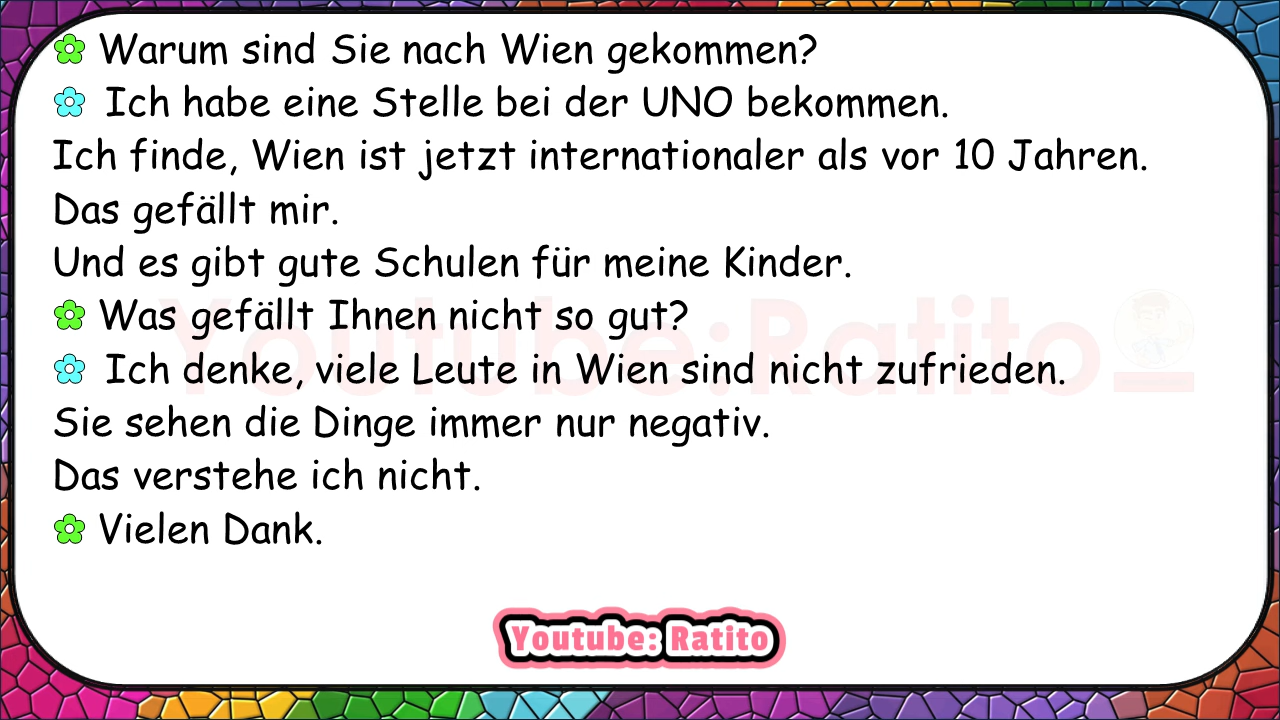 Warum sind Sie nach Wien gekommen?
Ich habe eine Stelle bei der UNO bekommen.
Ich finde, Wien ist jetzt internationaler als vor 10 Jahren.
Das gefällt mir.
Und es gibt gute Schulen für meine Kinder.
Was gefällt Ihnen nicht so gut?
Ich denke, viele Leute in Wien sind nicht zufrieden.
Sie sehen die Dinge immer nur negativ.
Das verstehe ich nicht.
Vielen Dank.
Youtube:Ratito
Youtube: Ratito